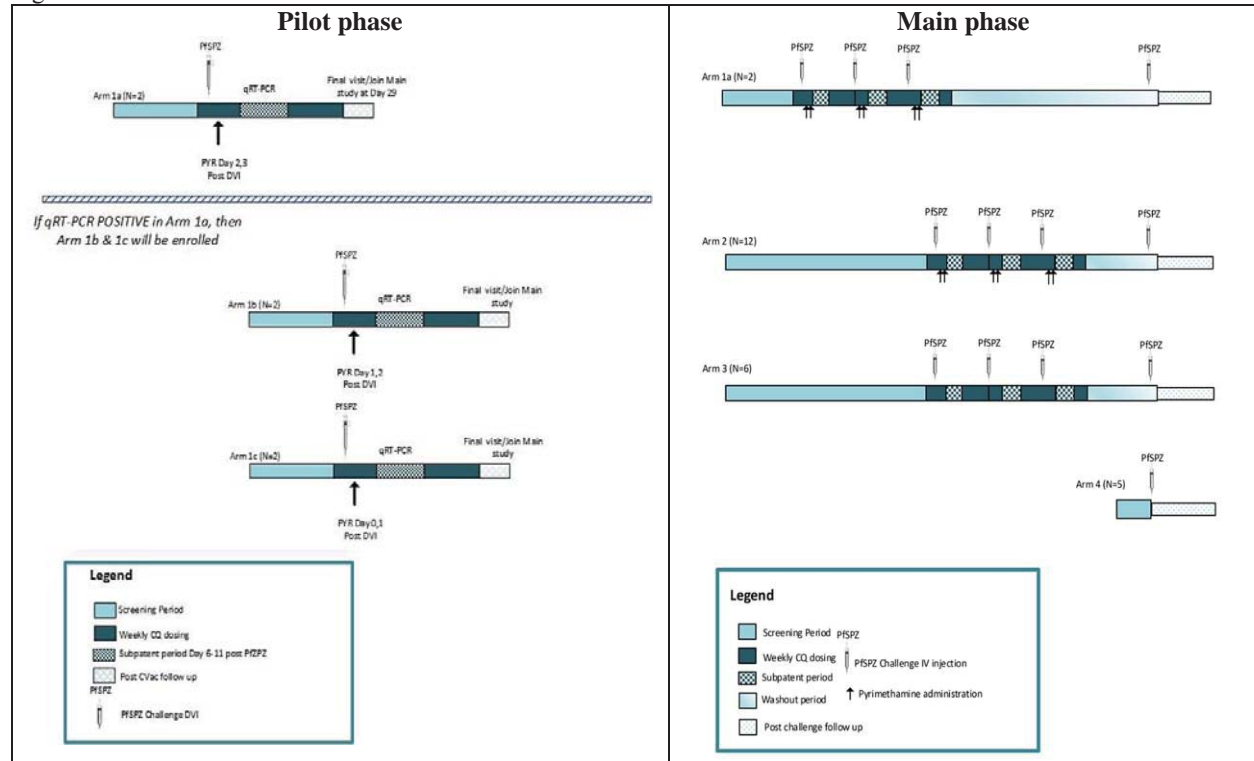 Pilot phase
PfSPZ
qRT-PCR
Final visit/Join Main
study at Day 29
Arm 1a (N=2)
PYR Day 2,3
Post DVI
If qRT-PCR POSITIVE in Arm 1a, then
Arm 1b & 1c will be enrolled
PfSPZ
qRT-PCR
Final visit/Join Main
study
Arm 1b (N=2)
PYR Day 1,2
Post DVI
PfSPZ
qRT-PCR
Final visit/Join Main
study
Arm 1c (N=2)
PYR Day 0,1
Post DVI
Legend
Screening Period
Weekly CQ dosing
Subpatent period Day 6-11 post PfZPZ
Post CVac follow up
PfSPZ
PfSPZ Challenge DVI
Main phase
PfSPZ PfSPZ PfSPZ PfSPZ
Arm 1a (N=2)
PfSPZ PfSPZ PfSPZ PfSPZ
Arm 2 (N=12)
PfSPZ PfSPZ PfSPZ PfSPZ
Arm 3 (N=6)
PfSPZ
Arm 4 (N=5)
Legend
Screening Period
Weekly CQ dosing
Subpatent period
Washout period
Post challenge follow up
PfSPZ
PfSPZ Challenge IV injection
Pyrimethamine administration